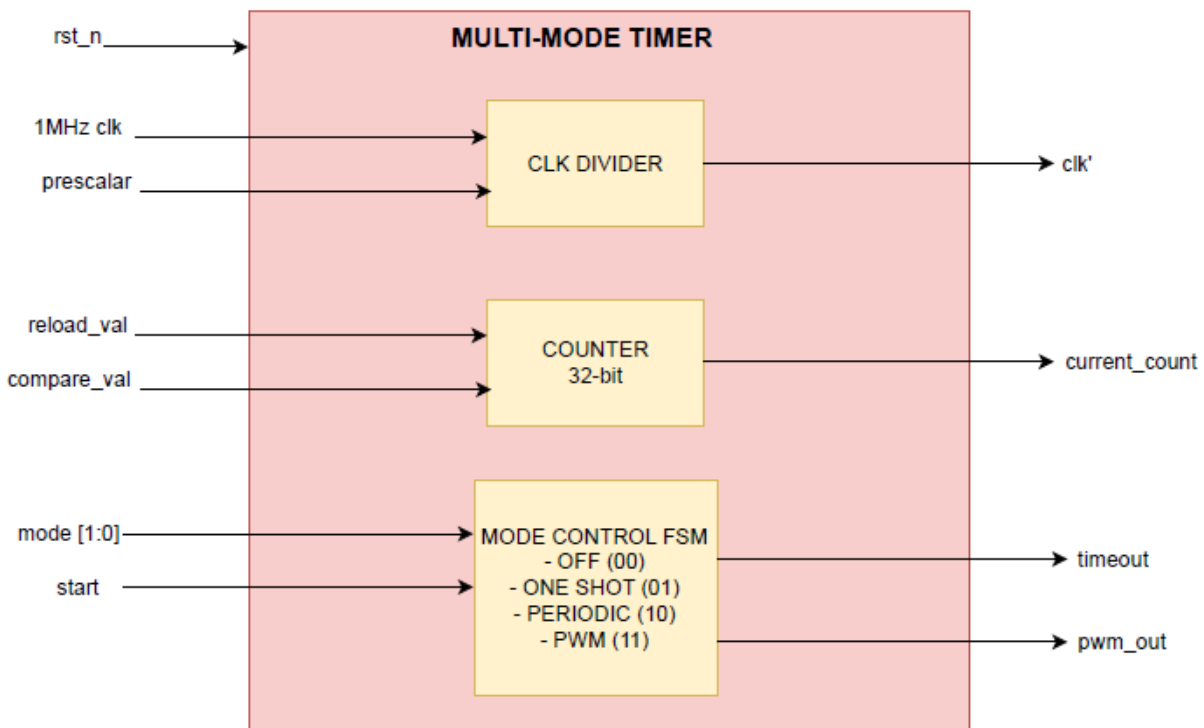 rst_n
MULTI-MODE TIMER
1MHz clk
prescalar
CLK DIVIDER
clk'
reload_val
compare_val
COUNTER
32-bit
current_count
mode [1:0]
start
MODE CONTROL FSM
- OFF (00)
- ONE SHOT (01)
- PERIODIC (10)
- PWM (11)
timeout
pwm_out